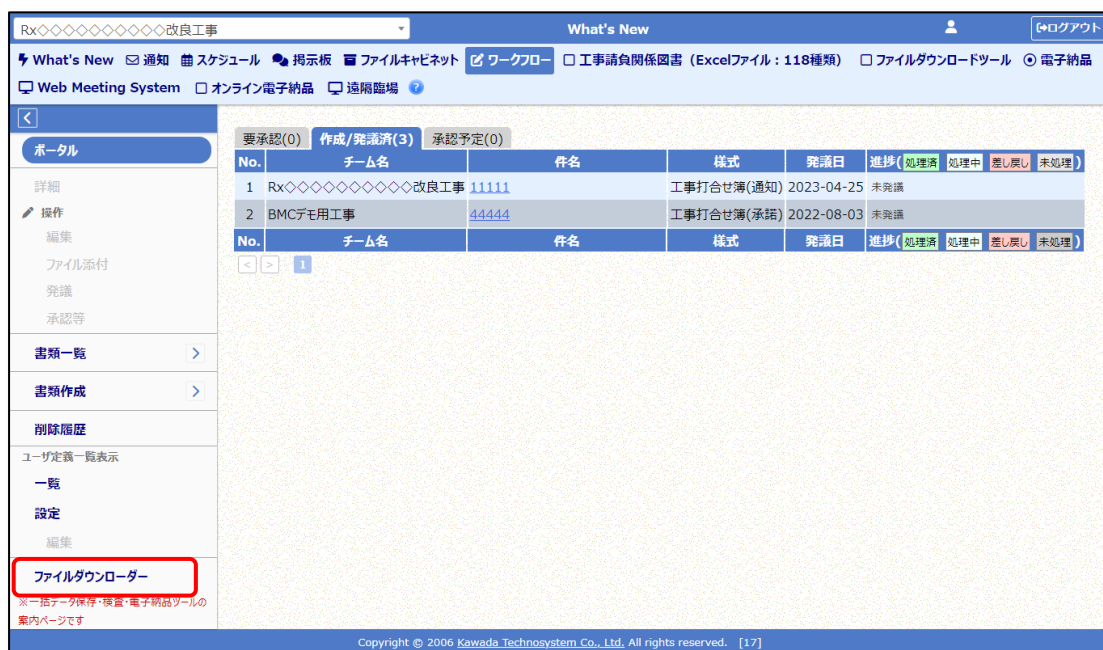 Rx◇◇◇◇◇◇◇◇◇◇改良工事 What's New ログアウト
What's New 通知 スケジュール 掲示板 ファイルキャビネット ワークフロー 工事請負関係図書（Excelファイル：118種類） ファイルダウンロードツール 電子納品
Web Meeting System オンライン電子納品 遠隔臨場 ?
ポータル
詳細
操作
編集
ファイル添付
発議
承認等
書類一覧
書類作成
削除履歴
ユーザ定義一覧表示
一覧
設定
編集
ファイルダウンローダー
※一括データ保存・検査・電子納品ツールの
案内ページです
要承認(0) 作成/発議済(3) 承認予定(0)
No. チーム名 件名 様式 発議日 進捗(処理済 処理中 差し戻し 未処理)
1 Rx◇◇◇◇◇◇◇◇◇◇改良工事 11111 工事打合せ簿(通知) 2023-04-25 未発議
2 BMCデモ用工事 44444 工事打合せ簿(承諾) 2022-08-03 未発議
No. チーム名 件名 様式 発議日 進捗(処理済 処理中 差し戻し 未処理)
< > 1
Copyright © 2006 Kawada Technosystem Co., Ltd. All rights reserved. [17]